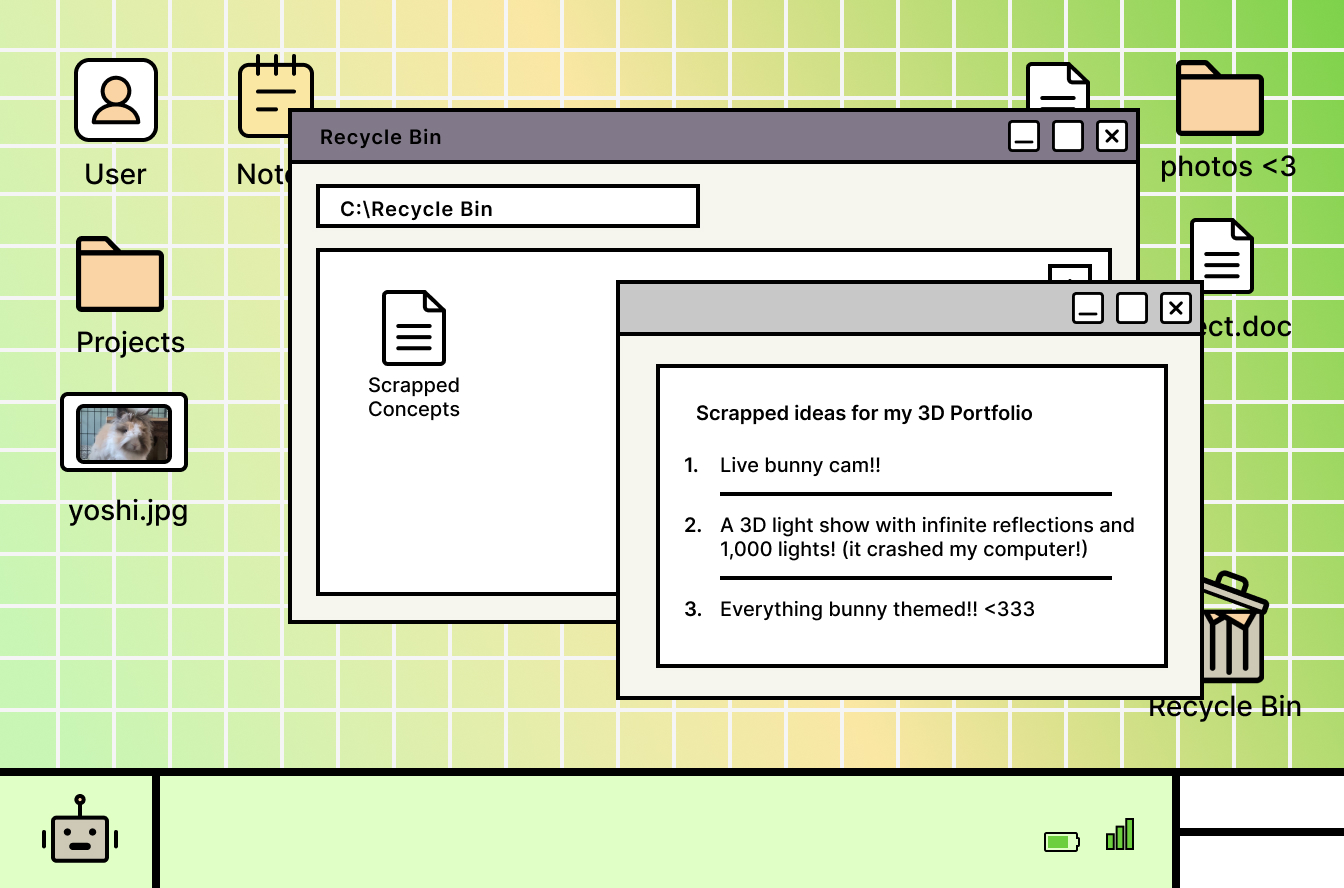 User
Note
photos <3
Recycle Bin
C:\Recycle Bin
Projects
ect.doc
Scrapped
Concepts
Scrapped ideas for my 3D Portfolio
1. Live bunny cam!!
2. A 3D light show with infinite reflections and
1,000 lights! (it crashed my computer!)
3. Everything bunny themed!! <333
yoshi.jpg
Recycle Bin